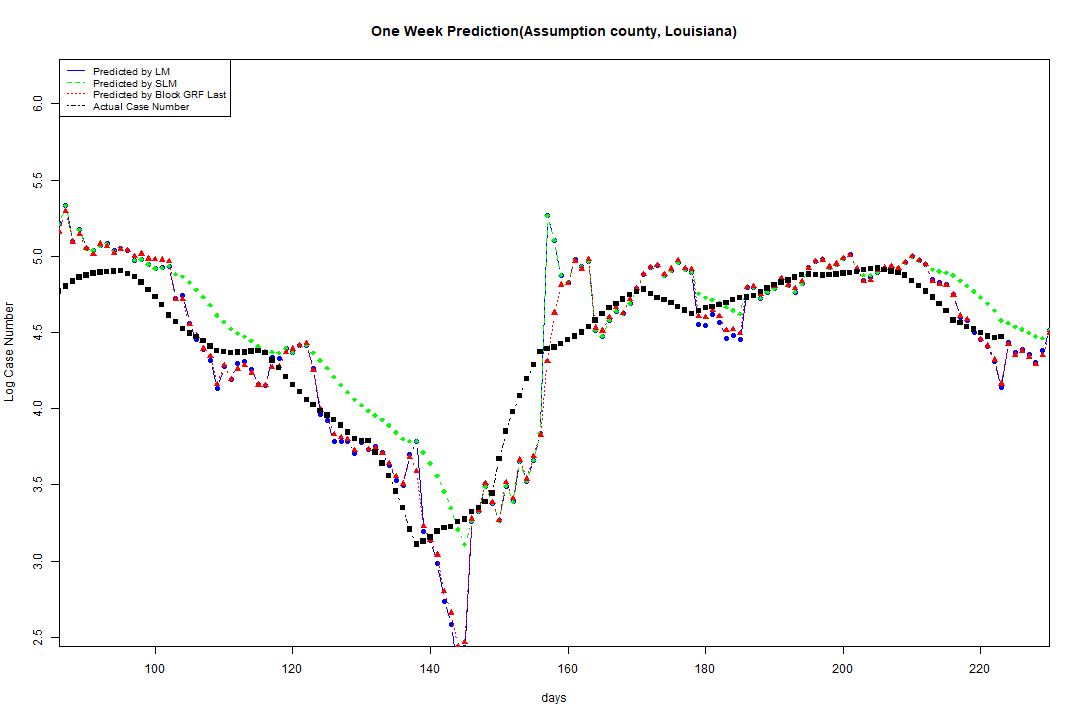 One Week Prediction(Assumption county, Louisiana)
Predicted by LM
Predicted by SLM
Predicted by Block GRF Last
Actual Case Number
Log Case Number
6.0
5.5
5.0
4.5
4.0
3.5
3.0
2.5
100 120 140 160 180 200 220
days